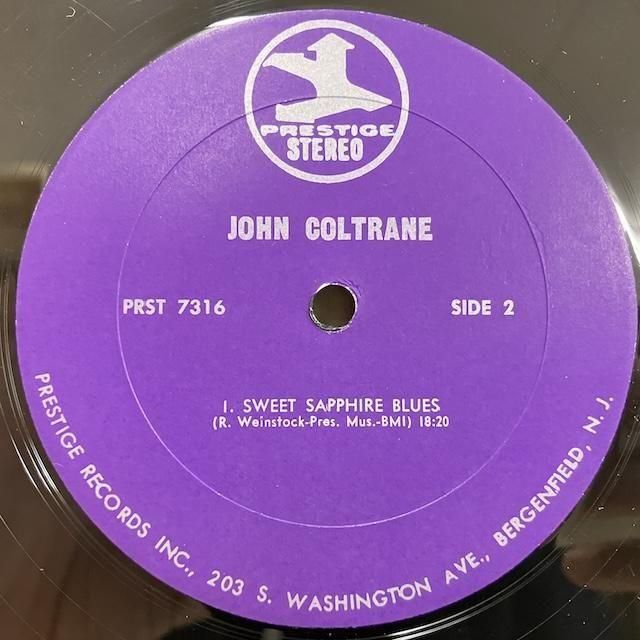 PRESTIGE
STEREO
JOHN COLTRANE
PRST 7316
SIDE 2
1. SWEET SAPPHIRE BLUES
(R. Weinstock-Pres. Mus.-BMI) 18:20
PRESTIGE RECORDS INC., 203 S. WASHINGTON AVE., BERGENFIELD, N. J.